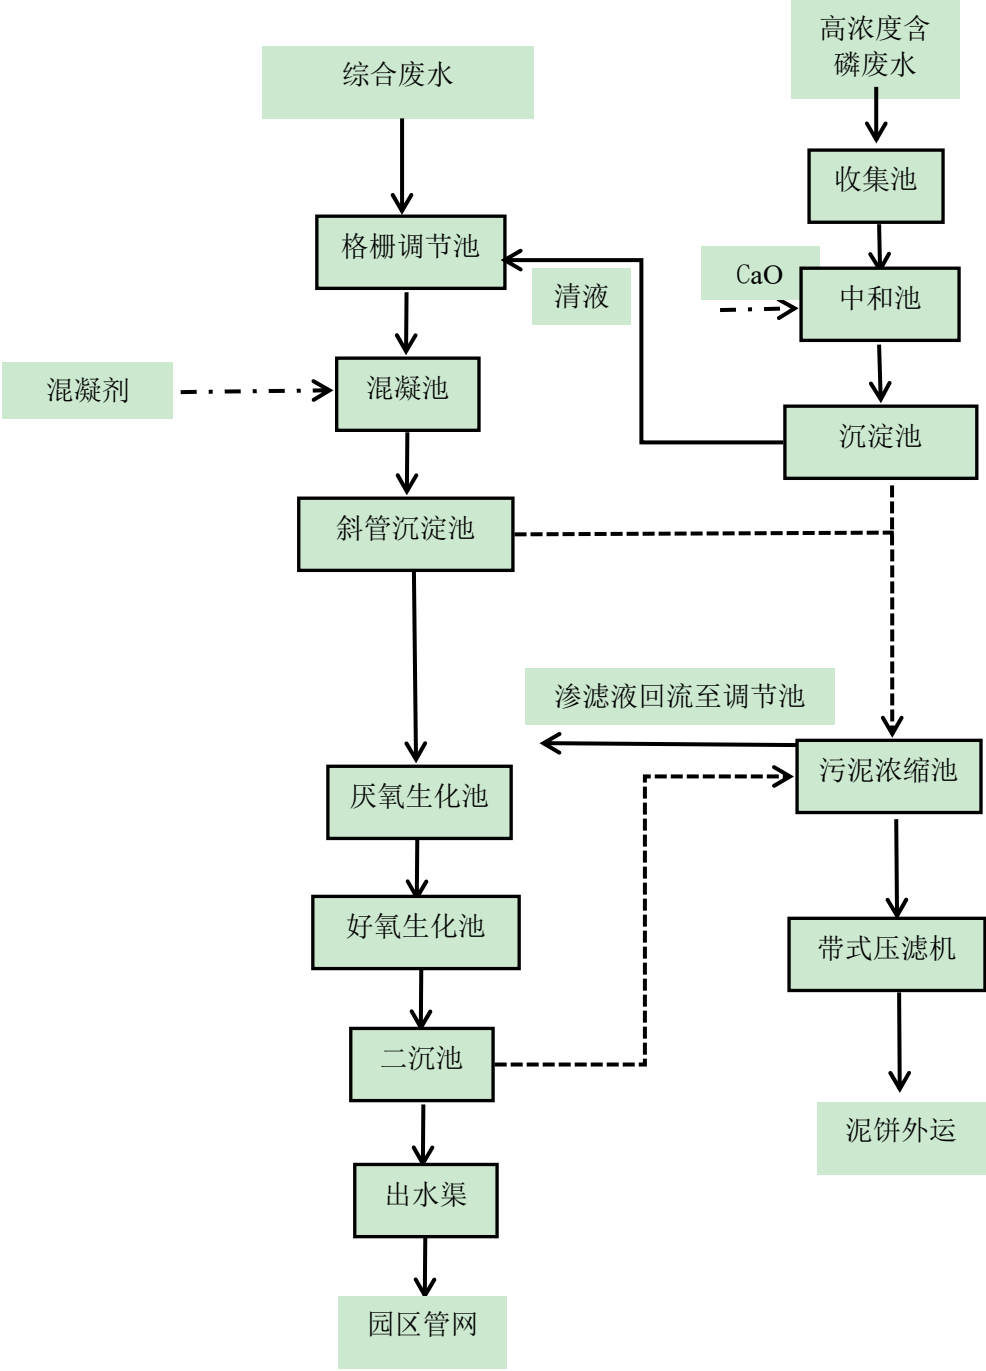 高浓度含
磷废水
综合废水
收集池
格栅调节池
清液
CaO
中和池
混凝剂
混凝池
沉淀池
斜管沉淀池
渗滤液回流至调节池
污泥浓缩池
厌氧生化池
好氧生化池
带式压滤机
二沉池
泥饼外运
出水渠
园区管网